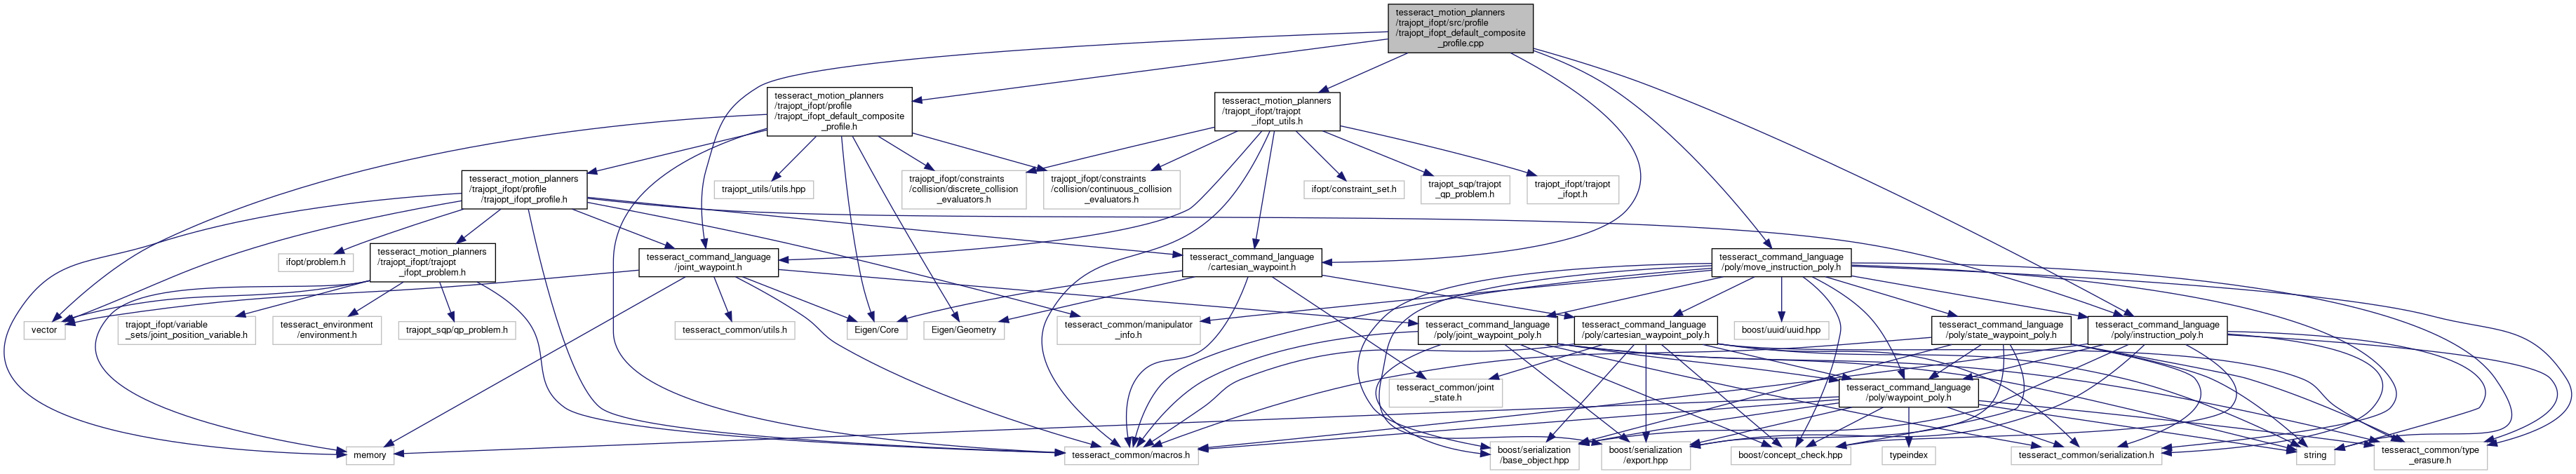 tesseract_motion_planners
/trajopt_ifopt/src/profile
/trajopt_ifopt_default_composite
_profile.cpp
tesseract_motion_planners
/trajopt_ifopt/profile
/trajopt_ifopt_default_composite
_profile.h
tesseract_motion_planners
/trajopt_ifopt/trajopt
_ifopt_utils.h
tesseract_motion_planners
/trajopt_ifopt/profile
/trajopt_ifopt_profile.h
trajopt_utils/utils.hpp
trajopt_ifopt/constraints
/collision/discrete_collision
_evaluators.h
trajopt_ifopt/constraints
/collision/continuous_collision
_evaluators.h
ifopt/constraint_set.h
trajopt_sqp/trajopt
_qp_problem.h
trajopt_ifopt/trajopt
_ifopt.h
ifopt/problem.h
tesseract_motion_planners
/trajopt_ifopt/trajopt
_ifopt_problem.h
tesseract_command_language
/joint_waypoint.h
tesseract_command_language
/cartesian_waypoint.h
tesseract_command_language
/poly/move_instruction_poly.h
vector
trajopt_ifopt/variable
_sets/joint_position_variable.h
tesseract_environment
/environment.h
trajopt_sqp/qp_problem.h
tesseract_common/utils.h
Eigen/Core
Eigen/Geometry
tesseract_common/manipulator
_info.h
tesseract_command_language
/poly/joint_waypoint_poly.h
tesseract_command_language
/poly/cartesian_waypoint_poly.h
boost/uuid/uuid.hpp
tesseract_command_language
/poly/state_waypoint_poly.h
tesseract_command_language
/poly/instruction_poly.h
tesseract_common/joint
_state.h
tesseract_command_language
/poly/waypoint_poly.h
memory
tesseract_common/macros.h
boost/serialization
/base_object.hpp
boost/serialization
/export.hpp
boost/concept_check.hpp
typeindex
tesseract_common/serialization.h
string
tesseract_common/type
_erasure.h